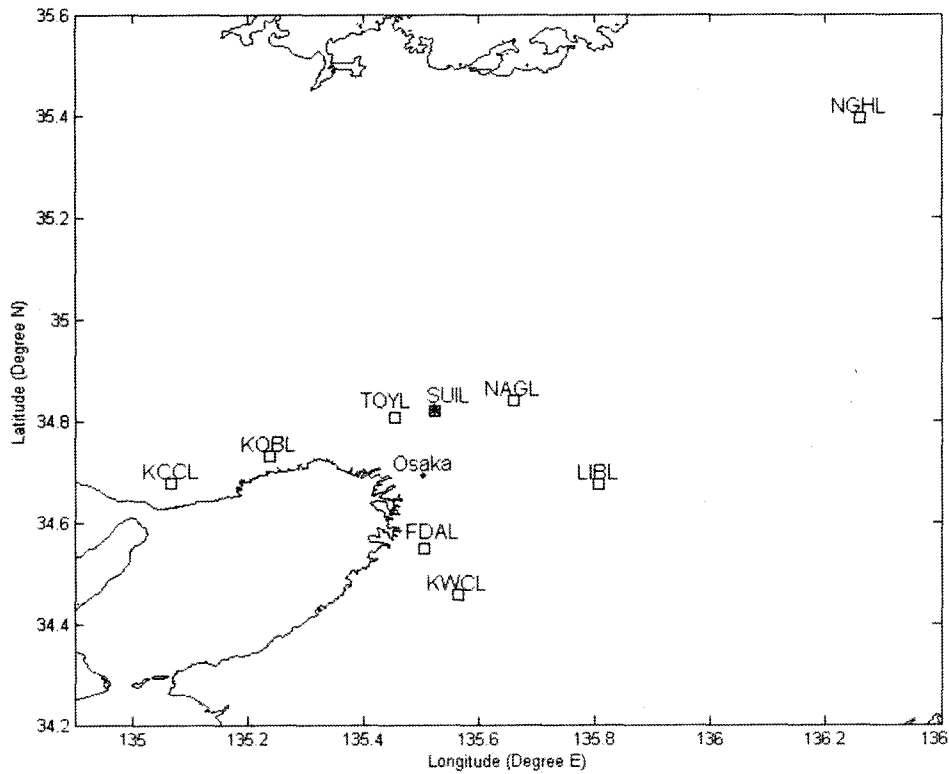 35.6
35.4
35.2
35
34.8
34.6
34.4
34.2
Latitude (Degree N)
NGHL
TOYL
SUIL
NAGL
KOBL
KCCL
Osaka
LIBL
FDAL
KWCL
135
135.2
135.4
135.6
135.8
136
136.2
136
Longitude (Degree E)